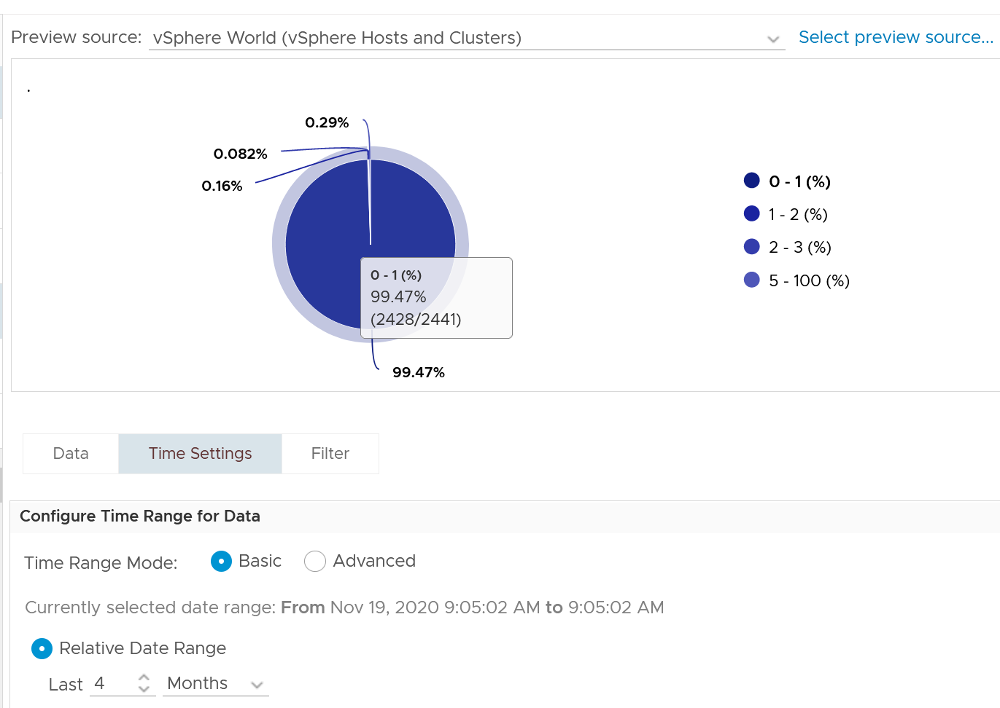 Preview source: vSphere World (vSphere Hosts and Clusters) Select preview source...
.
0.29%
0.082%
0.16%
0 - 1 (%)
1 - 2 (%)
2 - 3 (%)
5 - 100 (%)
0 - 1 (%)
99.47%
(2428/2441)
99.47%
Data Time Settings Filter
Configure Time Range for Data
Time Range Mode: Basic Advanced
Currently selected date range: From Nov 19, 2020 9:05:02 AM to 9:05:02 AM
Relative Date Range
Last 4 Months